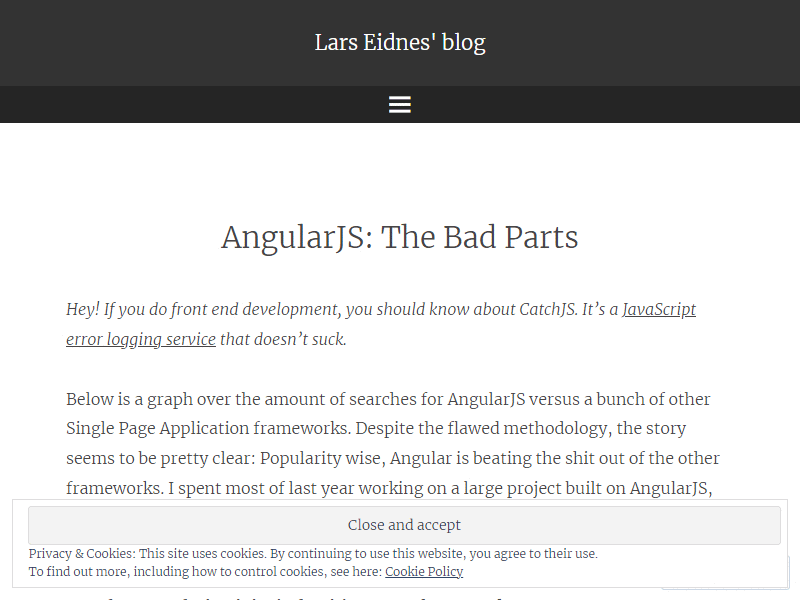 Lars Eidnes' blog
AngularJS: The Bad Parts
Hey! If you do front end development, you should know about CatchJS. It’s a JavaScript
error logging service that doesn’t suck.
Below is a graph over the amount of searches for AngularJS versus a bunch of other
Single Page Application frameworks. Despite the flawed methodology, the story
seems to be pretty clear: Popularity wise, Angular is beating the shit out of the other
frameworks. I spent most of last year working on a large project built on AngularJS,
Close and accept
Privacy & Cookies: This site uses cookies. By continuing to use this website, you agree to their use.
To find out more, including how to control cookies, see here: Cookie Policy